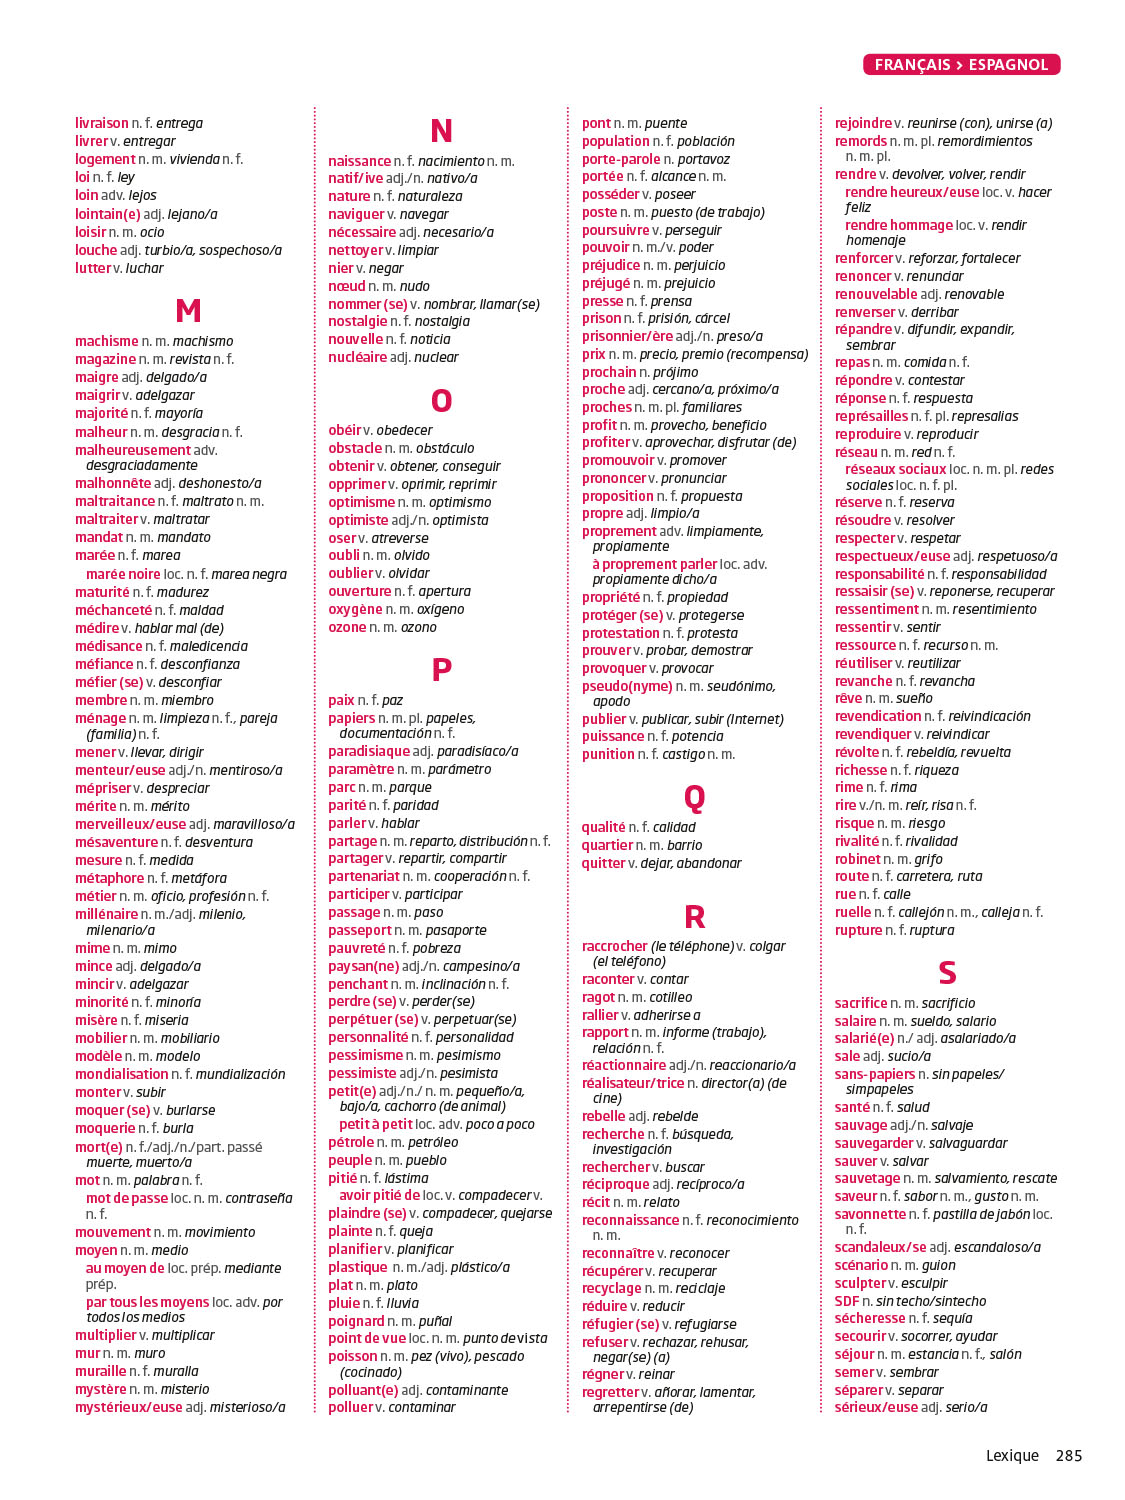 FRANÇAIS > ESPAGNOL
livraison n. f. entrega
livrer v. entregar
logement n. m. vivienda n. f.
loi n. f. ley
loin adv. lejos
lointain(e) adj. lejano/a
loisir n. m. ocio
louche adj. turbio/a, sospechoso/a
lutter v. luchar
M
machisme n. m. machismo
magazine n. m. revista n. f.
maigre adj. delgado/a
maigrir v. adelgazar
majorité n. f. mayoría
malheur n. m. desgracia n. f.
malheureusement adv.
desgraciadamente
malhonnête adj. deshonesto/a
maltraitance n. f. maltrato n. m.
maltraiter v. maltratar
mandat n. m. mandato
marée n. f. marea
marée noire loc. n. f. marea negra
maturité n. f. madurez
méchanceté n. f. maldad
médire v. hablar mal (de)
médisance n. f. maledicencia
méfiance n. f. desconfianza
méfier (se) v. desconfiar
membre n. m. miembro
ménage n. m. limpieza n. f., pareja
(familia) n. f.
mener v. llevar, dirigir
menteur/euse adj./n. mentiroso/a
mépriser v. despreciar
mérite n. m. mérito
merveilleux/euse adj. maravilloso/a
mésaventure n. f. desventura
mesure n. f. medida
métaphore n. f. metáfora
métier n. m. oficio, profesión n. f.
millénaire n. m./adj. milenio,
milenario/a
mime n. m. mimo
mince adj. delgado/a
mincir v. adelgazar
minorité n. f. minoría
misère n. f. miseria
mobilier n. m. mobiliario
modèle n. m. modelo
mondialisation n. f. mundialización
monter v. subir
moquer (se) v. burlarse
moquerie n. f. burla
mort(e) n. f./adj./n./part. passé
muerte, muerto/a
mot n. m. palabra n. f.
mot de passe loc. n. m. contraseña
n. f.
mouvement n. m. movimiento
moyen n. m. medio
au moyen de loc. prép. mediante
prép.
par tous les moyens loc. adv. por
todos los medios
multiplier v. multiplicar
mur n. m. muro
muraille n. f. muralla
mystère n. m. misterio
mystérieux/euse adj. misterioso/a
N
naissance n. f. nacimiento n. m.
natif/ive adj./n. nativo/a
nature n. f. naturaleza
naviguer v. navegar
nécessaire adj. necesario/a
nettoyer v. limpiar
nier v. negar
nœud n. m. nudo
nommer (se) v. nombrar, llamar(se)
nostalgie n. f. nostalgia
nouvelle n. f. noticia
nucléaire adj. nuclear
O
obéir v. obedecer
obstacle n. m. obstáculo
obtenir v. obtener, conseguir
opprimer v. oprimir, reprimir
optimisme n. m. optimismo
optimiste adj./n. optimista
oser v. atreverse
oubli n. m. olvido
oublier v. olvidar
ouverture n. f. apertura
oxygène n. m. oxígeno
ozone n. m. ozono
P
paix n. f. paz
papiers n. m. pl. papeles,
documentación n. f.
paradisiaque adj. paradisíaco/a
paramètre n. m. parámetro
parc n. m. parque
parité n. f. paridad
parler v. hablar
partage n. m. reparto, distribución n. f.
partager v. repartir, compartir
partenariat n. m. cooperación n. f.
participer v. participar
passage n. m. paso
passeport n. m. pasaporte
pauvreté n. f. pobreza
paysan(ne) adj./n. campesino/a
penchant n. m. inclinación n. f.
perdre (se) v. perder(se)
perpétuer (se) v. perpetuar(se)
personnalité n. f. personalidad
pessimisme n. m. pesimismo
pessimiste adj./n. pesimista
petit(e) adj./n./ n. m. pequeño/a,
bajo/a, cachorro (de animal)
petit à petit loc. adv. poco a poco
pétrole n. m. petróleo
peuple n. m. pueblo
pitié n. f. lástima
avoir pitié de loc. v. compadecer v.
plaindre (se) v. compadecer, quejarse
plainte n. f. queja
planifier v. planificar
plastique n. m./adj. plástico/a
plat n. m. plato
pluie n. f. lluvia
poignard n. m. puñal
point de vue loc. n. m. punto de vista
poisson n. m. pez (vivo), pescado
(cocinado)
polluant(e) adj. contaminante
polluer v. contaminar
pont n. m. puente
population n. f. población
porte-parole n. portavoz
portée n. f. alcance n. m.
posséder v. poseer
poste n. m. puesto (de trabajo)
poursuivre v. perseguir
pouvoir n. m./v. poder
préjudice n. m. perjuicio
préjugé n. m. prejuicio
presse n. f. prensa
prison n. f. prisión, cárcel
prisonnier/ère adj./n. preso/a
prix n. m. precio, premio (recompensa)
prochain n. prójimo
proche adj. cercano/a, próximo/a
proches n. m. pl. familiares
profit n. m. provecho, beneficio
profiter v. aprovechar, disfrutar (de)
promouvoir v. promover
prononcer v. pronunciar
proposition n. f. propuesta
propre adj. limpio/a
proprement adv. limpiamente,
propiamente
à proprement parler loc. adv.
propiamente dicho/a
propriété n. f. propiedad
protéger (se) v. protegerse
protestation n. f. protesta
prouver v. probar, demostrar
provoquer v. provocar
pseudo(nyme) n. m. seudónimo,
apodo
publier v. publicar, subir (Internet)
puissance n. f. potencia
punition n. f. castigo n. m.
Q
qualité n. f. calidad
quartier n. m. barrio
quitter v. dejar, abandonar
R
raccrocher (le téléphone) v. colgar
(el teléfono)
raconter v. contar
ragot n. m. cotilleo
rallier v. adherirse a
rapport n. m. informe (trabajo),
relación n. f.
réactionnaire adj./n. reaccionario/a
réalisateur/trice n. director(a) (de
cine)
rebelle adj. rebelde
recherche n. f. búsqueda,
investigación
rechercher v. buscar
réciproque adj. recíproco/a
récit n. m. relato
reconnaissance n. f. reconocimiento
n. m.
reconnaître v. reconocer
récupérer v. recuperar
recyclage n. m. reciclaje
réduire v. reducir
réfugier (se) v. refugiarse
refuser v. rechazar, rehusar,
negar(se) (a)
régner v. reinar
regretter v. añorar, lamentar,
arrepentirse (de)
rejoindre v. reunirse (con), unirse (a)
remords n. m. pl. remordimientos
n. m. pl.
rendre v. devolver, volver, rendir
rendre heureux/euse loc. v. hacer
feliz
rendre hommage loc. v. rendir
homenaje
renforcer v. reforzar, fortalecer
renoncer v. renunciar
renouvelable adj. renovable
renverser v. derribar
répandre v. difundir, expandir,
sembrar
repas n. m. comida n. f.
répondre v. contestar
réponse n. f. respuesta
représailles n. f. pl. represalias
reproduire v. reproducir
réseau n. m. red n. f.
réseaux sociaux loc. n. m. pl. redes
sociales loc. n. f. pl.
réserve n. f. reserva
résoudre v. resolver
respecter v. respetar
respectueux/euse adj. respetuoso/a
responsabilité n. f. responsabilidad
ressaisir (se) v. reponerse, recuperar
ressentiment n. m. resentimiento
ressentir v. sentir
ressource n. f. recurso n. m.
réutiliser v. reutilizar
revanche n. f. revancha
rêve n. m. sueño
revendication n. f. reivindicación
revendiquer v. reivindicar
révolte n. f. rebeldía, revuelta
richesse n. f. riqueza
rime n. f. rima
rire v./n. m. reír, risa n. f.
risque n. m. riesgo
rivalité n. f. rivalidad
robinet n. m. grifo
route n. f. carretera, ruta
rue n. f. calle
ruelle n. f. callejón n. m., calleja n. f.
rupture n. f. ruptura
S
sacrifice n. m. sacrificio
salaire n. m. sueldo, salario
salarié(e) n./ adj. asalariado/a
sale adj. sucio/a
sans-papiers n. sin papeles/
simpapeles
santé n. f. salud
sauvage adj./n. salvaje
sauvegarder v. salvaguardar
sauver v. salvar
sauvetage n. m. salvamiento, rescate
saveur n. f. sabor n. m., gusto n. m.
savonnette n. f. pastilla de jabón loc.
n. f.
scandaleux/se adj. escandaloso/a
scénario n. m. guion
sculpter v. esculpir
SDF n. sin techo/sintecho
sécheresse n. f. sequía
secourir v. socorrer, ayudar
séjour n. m. estancia n. f., salón
semer v. sembrar
séparer v. separar
sérieux/euse adj. serio/a
Lexique 285